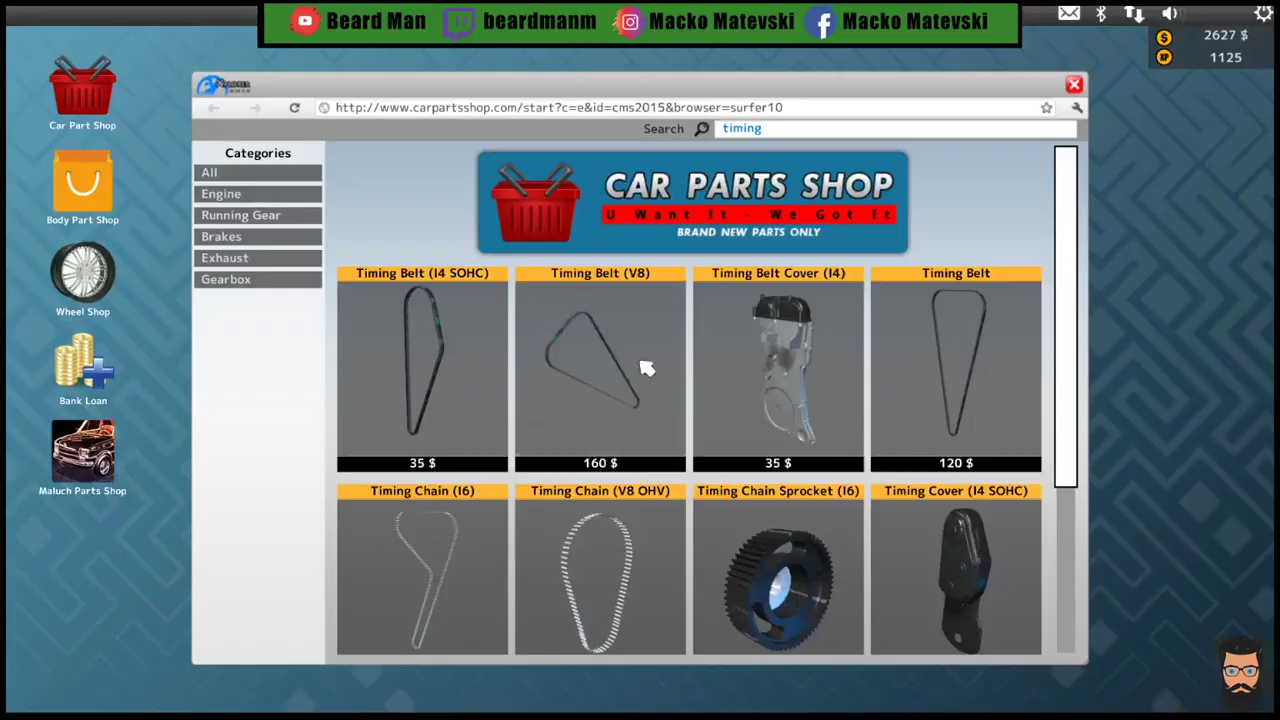 Beard Man beardmanm Macko Matevski Macko Matevski
2627 $
1125
Car Part Shop
Body Part Shop
Wheel Shop
Bank Loan
Maluch Parts Shop
http://www.carpartsshop.com/start?c=e&id=cms2015&browser=surfer10
Search timing
Categories
All
Engine
Running Gear
Brakes
Exhaust
Gearbox
CAR PARTS SHOP
U Want It - We Got It
BRAND NEW PARTS ONLY
Timing Belt (I4 SOHC) Timing Belt (V8) Timing Belt Cover (I4) Timing Belt
35 $ 160 $ 35 $ 120 $
Timing Chain (I6) Timing Chain (V8 OHV) Timing Chain Sprocket (I6) Timing Cover (I4 SOHC)